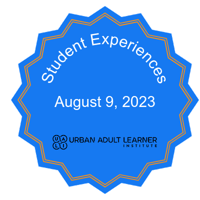 Student Experiences
August 9, 2023
URBAN ADULT LEARNER
INSTITUTE